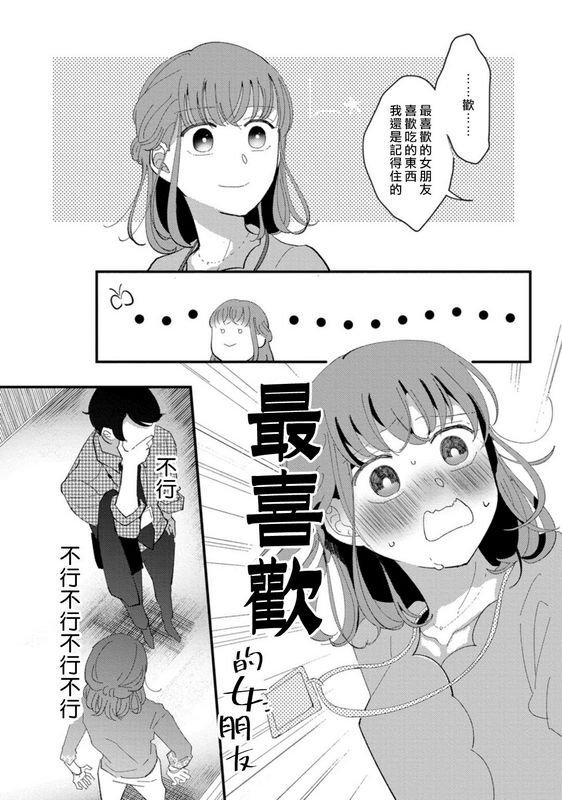 ……歡……
最喜歡的女朋友
喜歡吃的東西
我還是記得住的
最喜歡
的女朋友
不行
不行不行不行不行